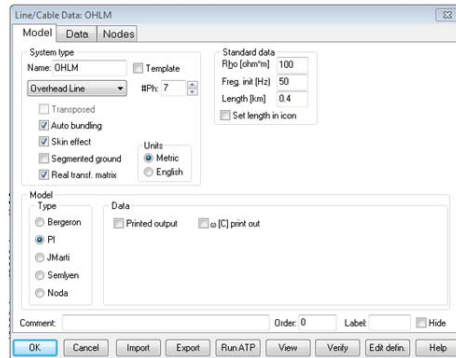 Line/Cable Data: OHLM
Model Data Nodes
System type
Name: OHLM Template
Overhead Line #Ph: 7
Transposed
Auto bundling
Skin effect
Segmented ground
Real transf. matrix
Units
Metric
English
Standard data
Rho [ohm*m] 100
Freq. init [Hz] 50
Length [km] 0.4
Set length in icon
Model
Type
Bergeron
PI
JMarti
Semlyen
Noda
Data
Printed output ω [C] print out
Comment: Order: 0 Label: Hide
OK Cancel Import Export Run ATP View Verify Edit defin. Help